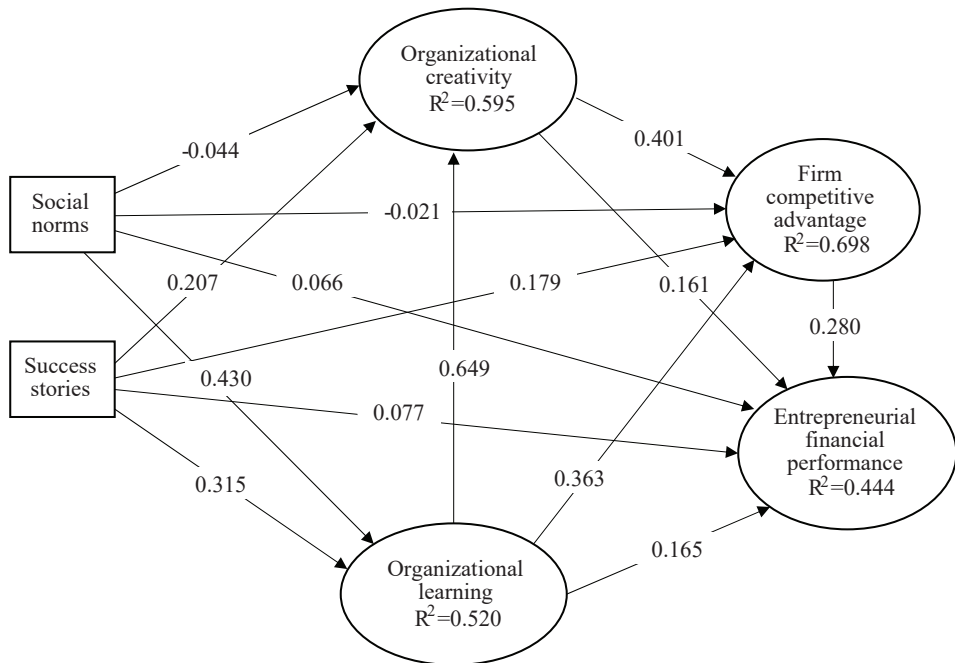 Organizational
creativity
R²=0.595
-0.044
0.401
Social
norms
-0.021
Firm
competitive
advantage
R²=0.698
0.207
0.066
0.179
0.161
0.280
Success
stories
0.430
0.649
0.077
Entrepreneurial
financial
performance
R²=0.444
0.315
0.363
0.165
Organizational
learning
R²=0.520